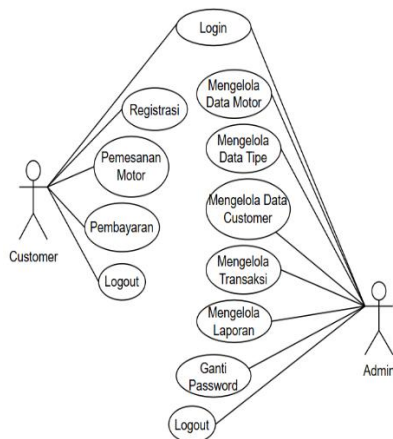 Login
Mengelola
Data Motor
Registrasi
Mengelola
Data Tipe
Pemesanan
Motor
Mengelola Data
Customer
Pembayaran
Customer
Mengelola
Transaksi
Logout
Mengelola
Laporan
Admin
Ganti
Password
Logout